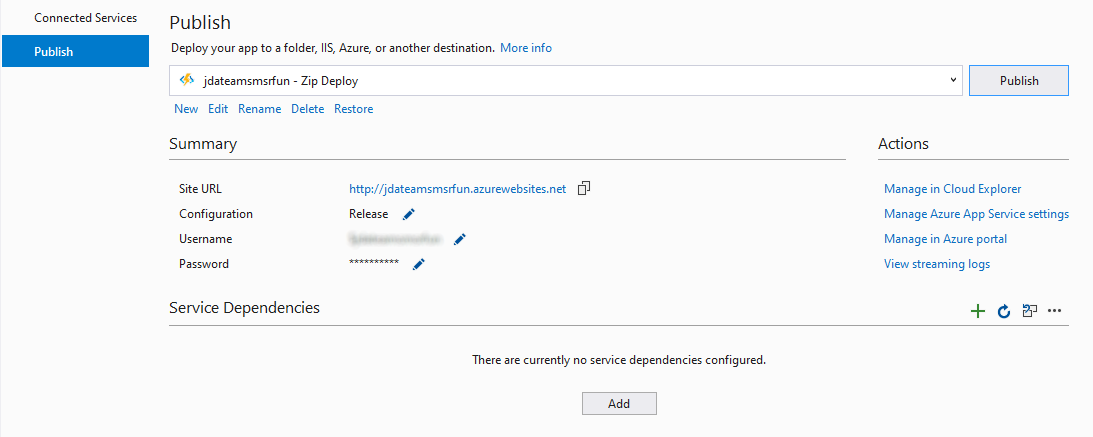 Connected Services
Publish
Publish
Deploy your app to a folder, IIS, Azure, or another destination. More info
jdateamsmsrfun - Zip Deploy
Publish
New Edit Rename Delete Restore
Summary
Actions
Site URL http://jdateamsmsrfun.azurewebsites.net
Manage in Cloud Explorer
Configuration Release
Manage Azure App Service settings
Username
Manage in Azure portal
Password **********
View streaming logs
Service Dependencies
There are currently no service dependencies configured.
Add